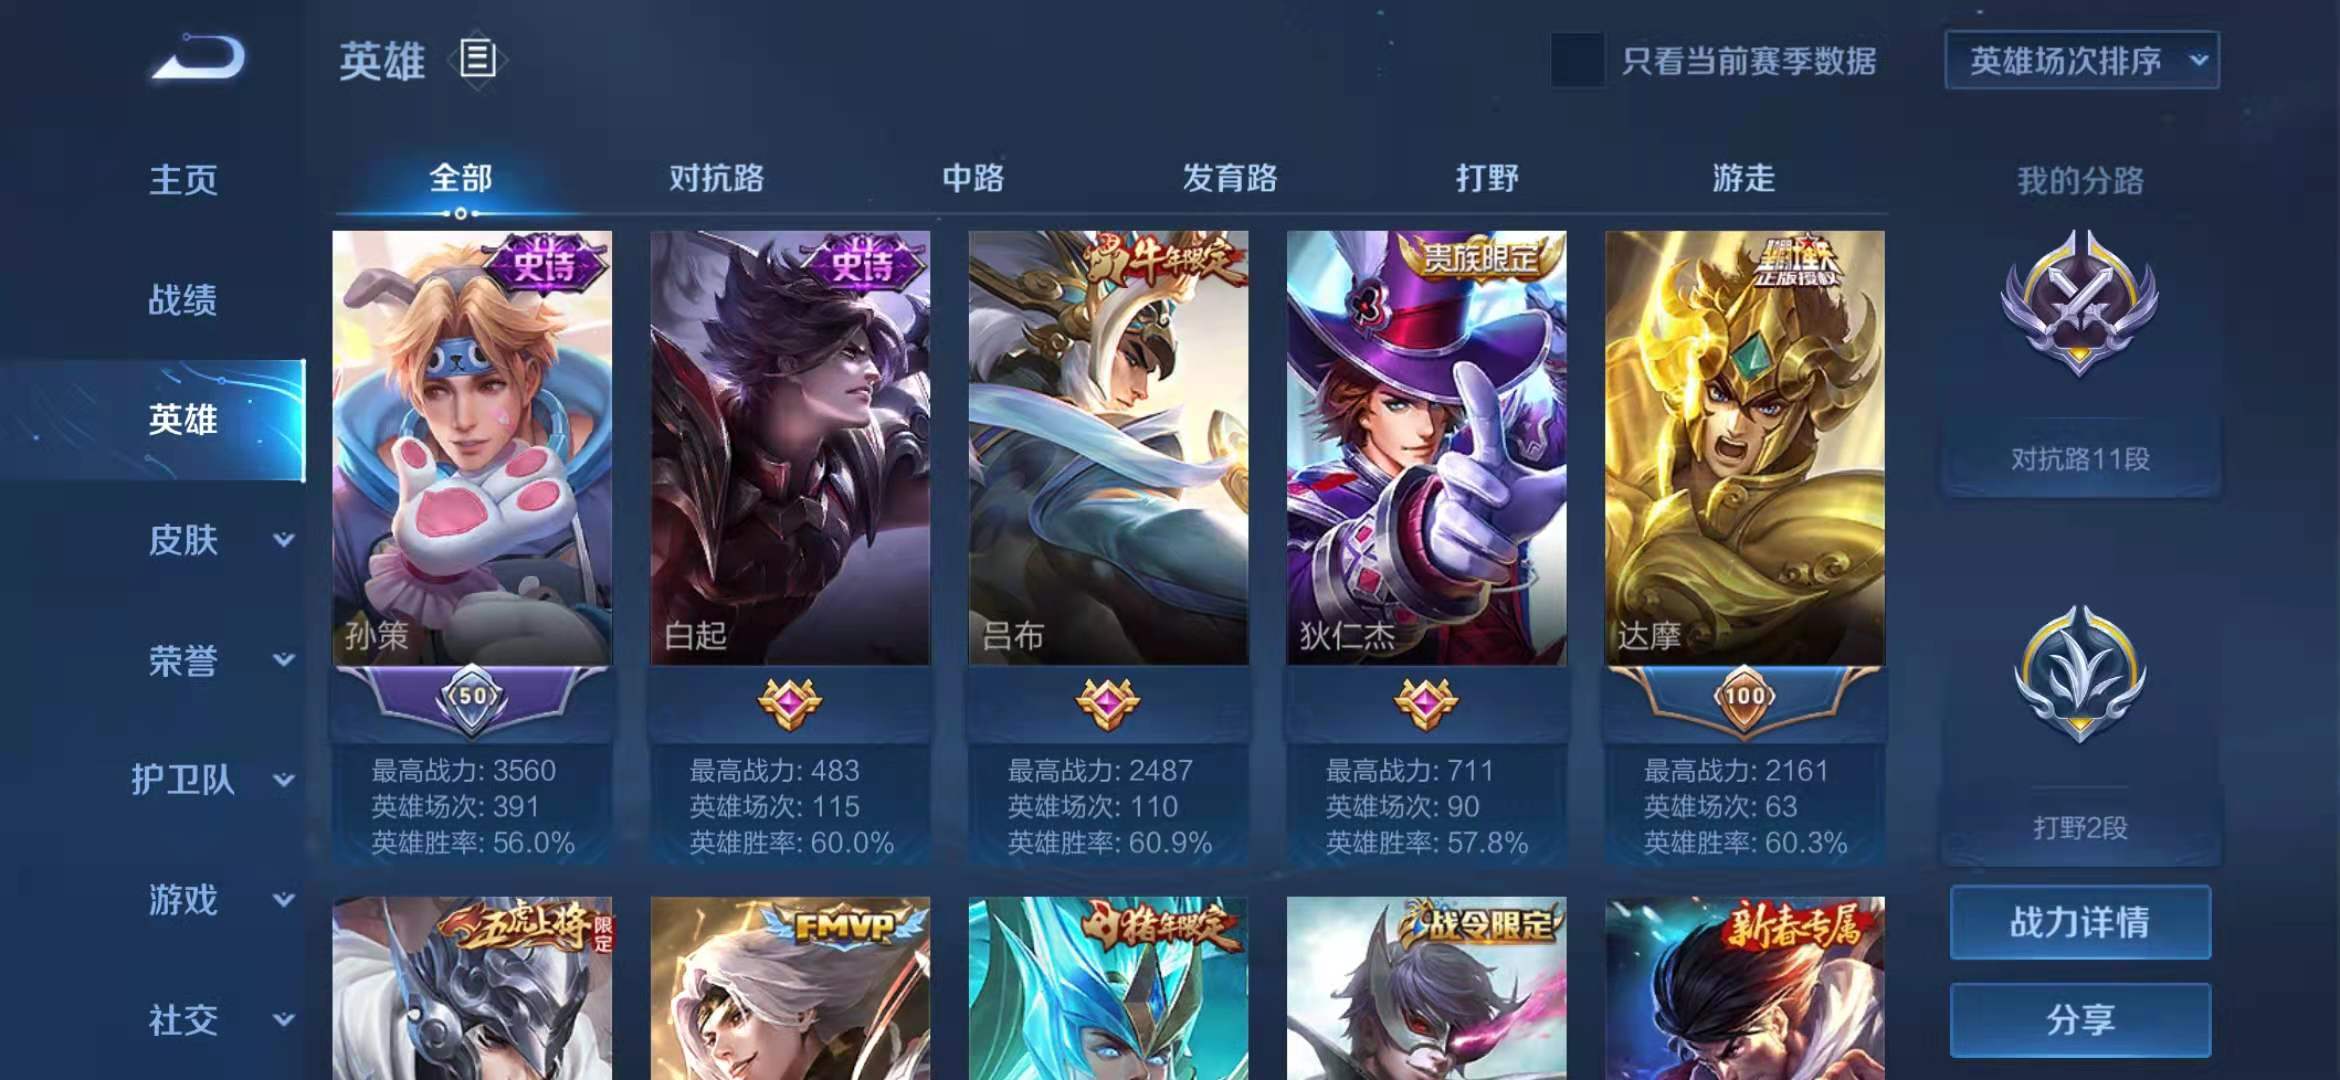 英雄
只看当前赛季数据
英雄场次排序
主页
战绩
英雄
皮肤
荣誉
护卫队
游戏
社交
全部
对抗路
中路
发育路
打野
游走
史诗
孙策
50
最高战力: 3560
英雄场次: 391
英雄胜率: 56.0%
史诗
白起
最高战力: 483
英雄场次: 115
英雄胜率: 60.0%
牛年限定
吕布
最高战力: 2487
英雄场次: 110
英雄胜率: 60.9%
贵族限定
狄仁杰
最高战力: 711
英雄场次: 90
英雄胜率: 57.8%
正版授权
达摩
100
最高战力: 2161
英雄场次: 63
英雄胜率: 60.3%
五虎上将
限定
FMVP
猪年限定
战令限定
新春专属
我的分路
对抗路11段
打野2段
战力详情
分享